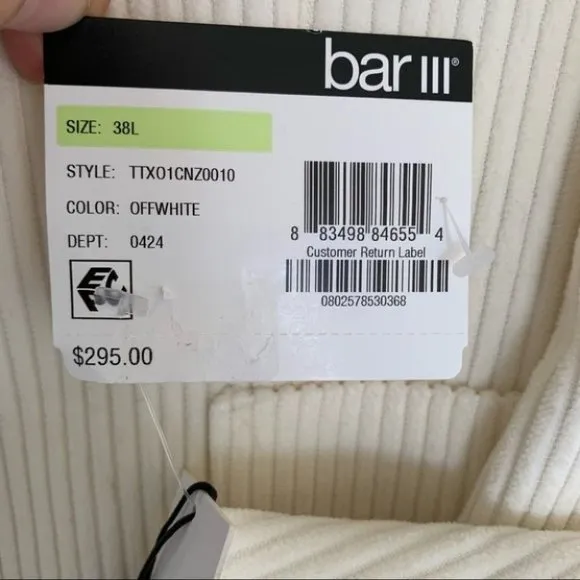 bar III®
SIZE: 38L
STYLE: TTX01CNZ0010
COLOR: OFFWHITE
DEPT: 0424
8 83498 84655 4
Customer Return Label
0802578530368
$295.00